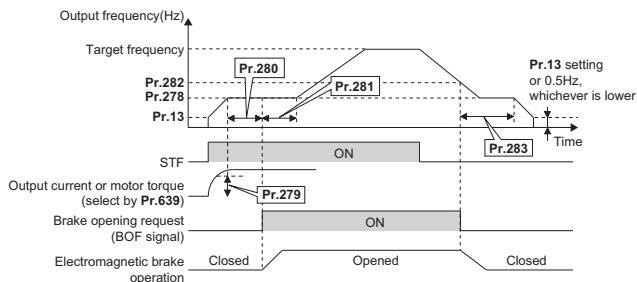 Output frequency(Hz)
Target frequency
Pr.280
Pr.13 setting
or 0.5Hz,
whichever is lower
Pr.282
Pr.281
Pr.278
Pr.13
Time
Pr.283
STF
ON
Output current or motor torque
(select by Pr.639)
Pr.279
Brake opening request
(BOF signal)
ON
Electromagnetic brake
operation
Closed
Opened
Closed